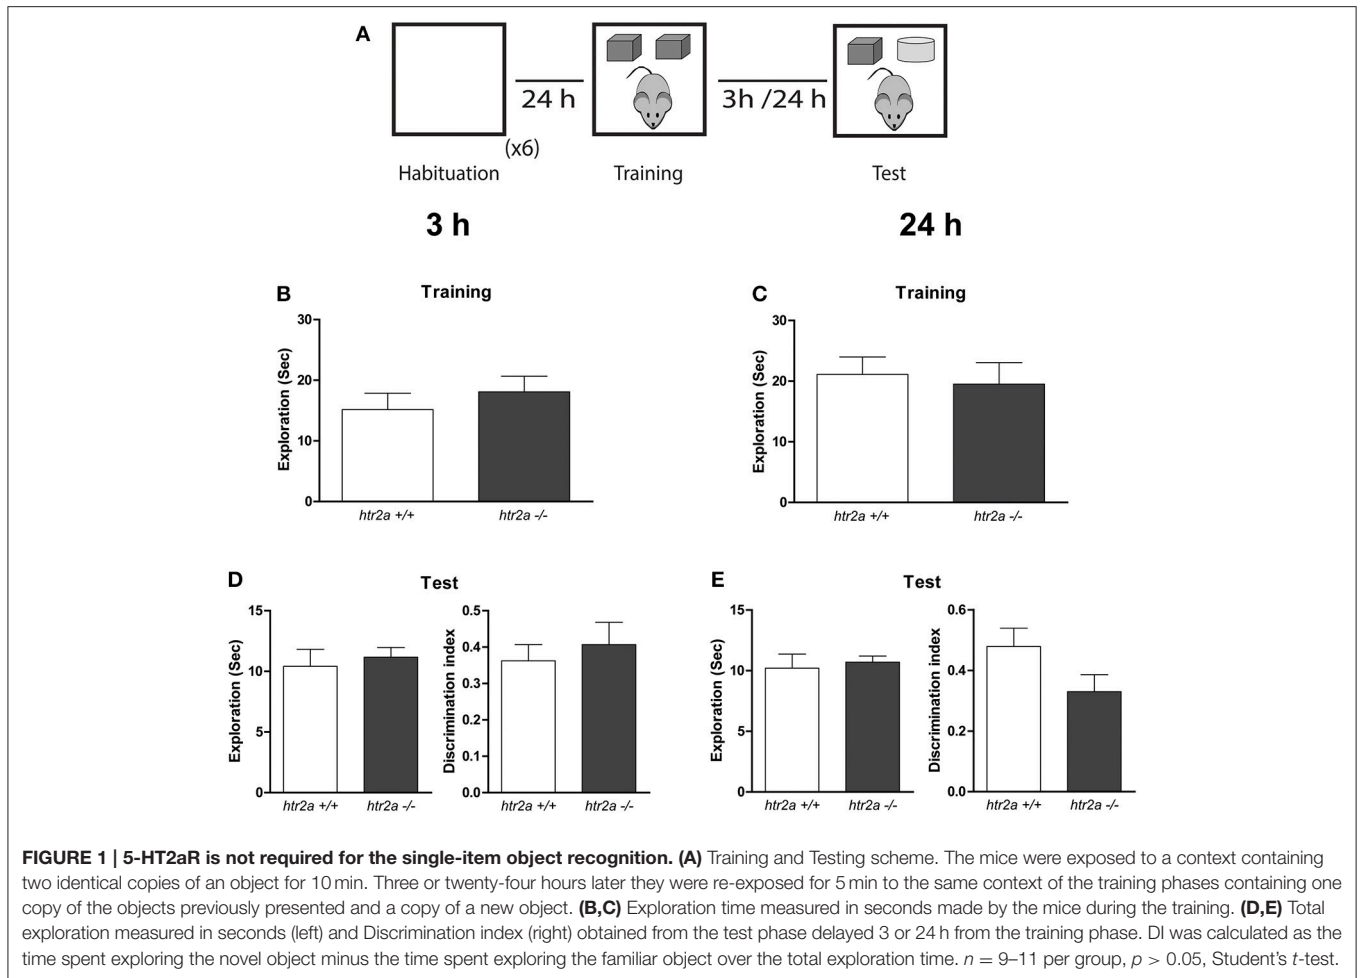 A
24 h
3h /24 h
(x6)
Habituation
Training
Test
3 h
24 h
B
Training
Exploration (Sec)
30
20
10
0
htr2a +/+
htr2a -/-
C
Training
Exploration (Sec)
30
20
10
0
htr2a +/+
htr2a -/-
D
Test
Exploration (Sec)
15
10
5
0
htr2a +/+
htr2a -/-
Discrimination index
0.5
0.4
0.3
0.2
0.1
0.0
htr2a +/+
htr2a -/-
E
Test
Exploration (Sec)
15
10
5
0
htr2a +/+
htr2a -/-
Discrimination index
0.6
0.4
0.2
0.0
htr2a +/+
htr2a -/-
FIGURE 1 | 5-HT2aR is not required for the single-item object recognition. (A) Training and Testing scheme. The mice were exposed to a context containing
two identical copies of an object for 10 min. Three or twenty-four hours later they were re-exposed for 5 min to the same context of the training phases containing one
copy of the objects previously presented and a copy of a new object. (B,C) Exploration time measured in seconds made by the mice during the training. (D,E) Total
exploration measured in seconds (left) and Discrimination index (right) obtained from the test phase delayed 3 or 24 h from the training phase. DI was calculated as the
time spent exploring the novel object minus the time spent exploring the familiar object over the total exploration time. n = 9–11 per group, p > 0.05, Student's t-test.